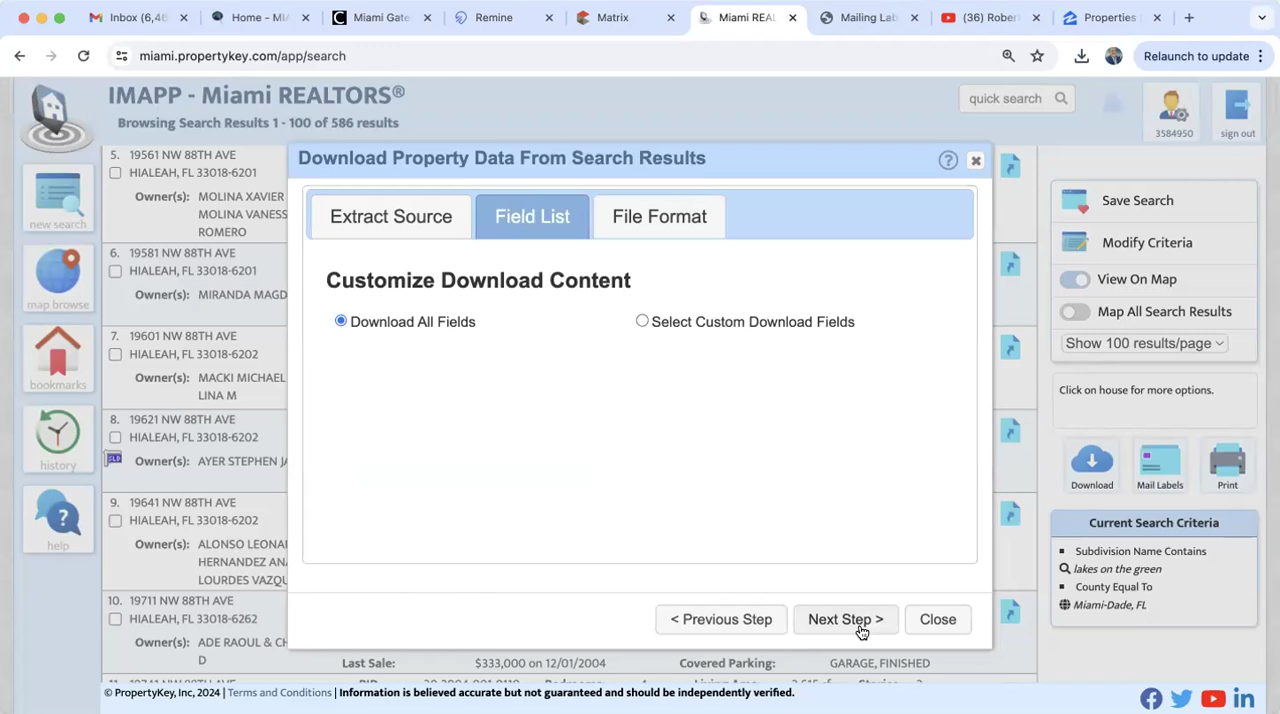 Inbox (6,46
Home - MIA
Miami Gate
Remine
Matrix
Miami REAL
Mailing Lab
(36) Rober
Properties
miami.propertykey.com/app/search
Relaunch to update
IMAPP - Miami REALTORS®
Browsing Search Results 1 - 100 of 586 results
quick search
3584950
sign out
new search
map browse
bookmarks
history
help
5. 19561 NW 88TH AVE
HIALEAH, FL 33018-6201
Owner(s): MOLINA XAVIER
MOLINA VANESS
ROMERO
6. 19581 NW 88TH AVE
HIALEAH, FL 33018-6201
Owner(s): MIRANDA MAGD
7. 19601 NW 88TH AVE
HIALEAH, FL 33018-6202
Owner(s): MACKI MICHAEL
LINA M
8. 19621 NW 88TH AVE
HIALEAH, FL 33018-6202
Owner(s): AYER STEPHEN JA
9. 19641 NW 88TH AVE
HIALEAH, FL 33018-6202
Owner(s): ALONSO LEONA
HERNANDEZ ANA
LOURDES VAZQU
10. 19711 NW 88TH AVE
HIALEAH, FL 33018-6262
Owner(s): ADE RAOUL & CH
D
Last Sale: $333,000 on 12/01/2004 Covered Parking: GARAGE, FINISHED
Download Property Data From Search Results
Extract Source
Field List
File Format
Customize Download Content
Download All Fields
Select Custom Download Fields
< Previous Step
Next Step >
Close
Save Search
Modify Criteria
View On Map
Map All Search Results
Show 100 results/page
Click on house for more options.
Download
Mail Labels
Print
Current Search Criteria
Subdivision Name Contains
lakes on the green
County Equal To
Miami-Dade, FL
© PropertyKey, Inc, 2024 | Terms and Conditions | Information is believed accurate but not guaranteed and should be independently verified.